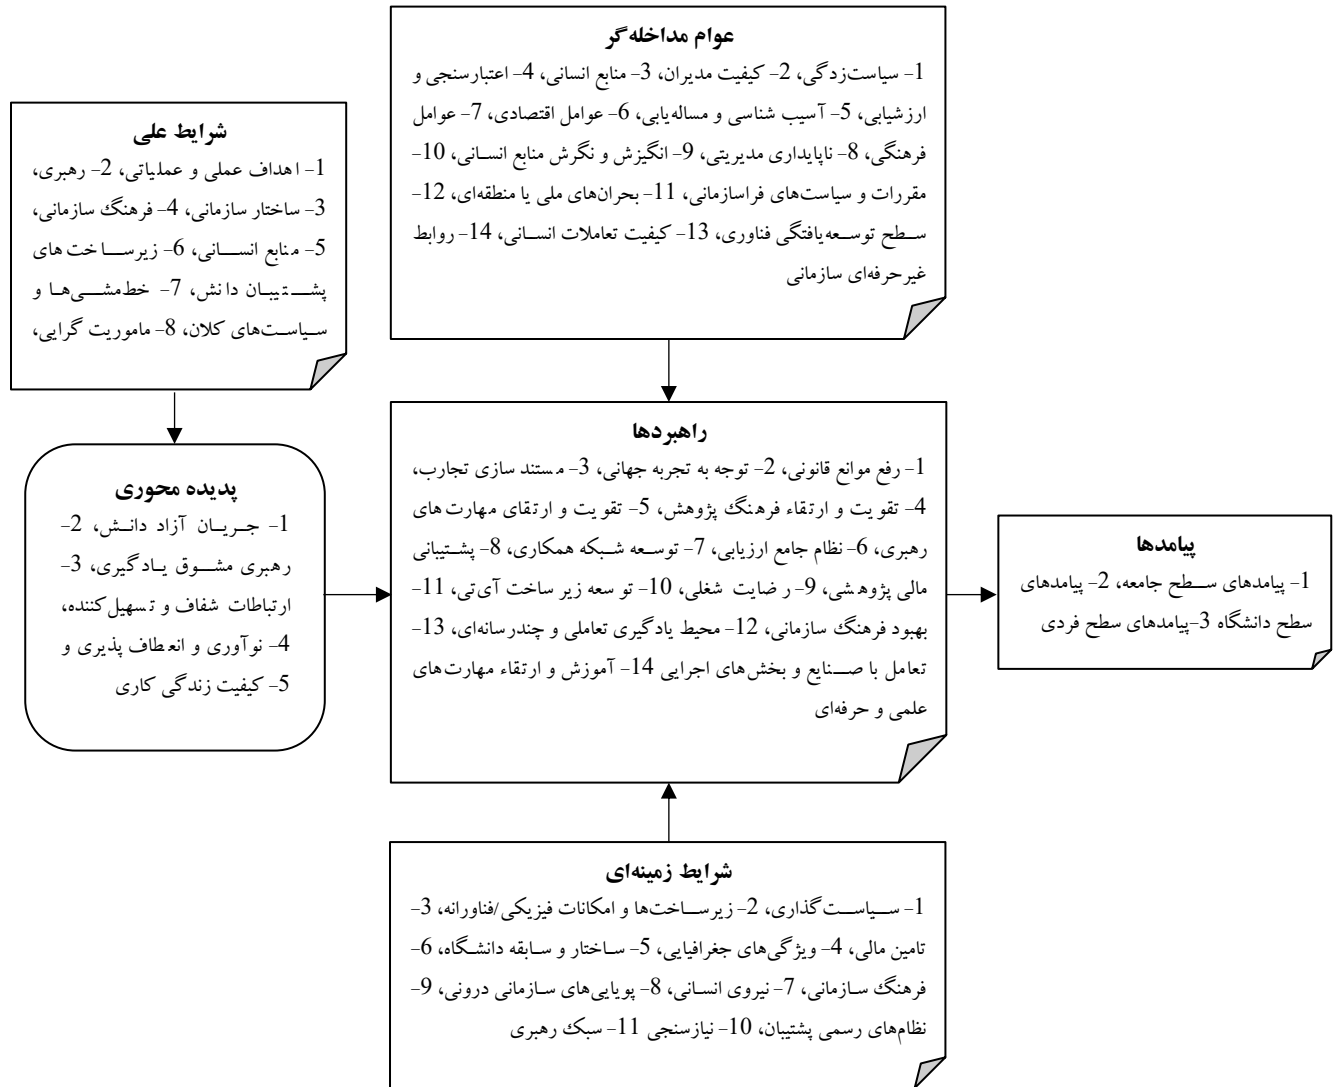 عوام مداخله‌گر
1- سیاست‌زدگی، 2- کیفیت مدیران، 3- منابع انسانی، 4- اعتبارسنجی و
ارزشیابی، 5- آسیب شناسی و مساله‌یابی، 6- عوامل اقتصادی، 7- عوامل
فرهنگی، 8- ناپایداری مدیریتی، 9- انگیزش و نگرش منابع انسانی، 10-
مقررات و سیاست‌های فراسازمانی، 11- بحران‌های ملی یا منطقه‌ای، 12-
سطح توسعه‌یافتگی فناوری، 13- کیفیت تعاملات انسانی، 14- روابط
غیرحرفه‌ای سازمانی
شرایط علی
1- اهداف عملی و عملیاتی، 2- رهبری،
3- ساختار سازمانی، 4- فرهنگ سازمانی،
5- منابع انسانی، 6- زیرساخت های
پشتیبان دانش، 7- خط‌مشی‌ها و
سیاست‌های کلان، 8- ماموریت گرایی،
پدیده محوری
1- جریان آزاد دانش، 2-
رهبری مشوق یادگیری، 3-
ارتباطات شفاف و تسهیل‌کننده،
4- نوآوری و انعطاف پذیری و
5- کیفیت زندگی کاری
راهبردها
1- رفع موانع قانونی، 2- توجه به تجربه جهانی، 3- مستند سازی تجارب،
4- تقویت و ارتقاء فرهنگ پژوهش، 5- تقویت و ارتقای مهارت های
رهبری، 6- نظام جامع ارزیابی، 7- توسعه شبکه همکاری، 8- پشتیبانی
مالی پژوهشی، 9- رضایت شغلی، 10- توسعه زیر ساخت آی‌تی، 11-
بهبود فرهنگ سازمانی، 12- محیط یادگیری تعاملی و چندرسانه‌ای، 13-
تعامل با صنایع و بخش‌های اجرایی 14- آموزش و ارتقاء مهارت‌های
علمی و حرفه‌ای
پیامدها
1- پیامدهای سطح جامعه، 2- پیامدهای
سطح دانشگاه 3-پیامدهای سطح فردی
شرایط زمینه‌ای
1- سیاست‌گذاری، 2- زیرساخت‌ها و امکانات فیزیکی/فناورانه، 3-
تامین مالی، 4- ویژگی‌های جغرافیایی، 5- ساختار و سابقه دانشگاه، 6-
فرهنگ سازمانی، 7- نیروی انسانی، 8- پویایی‌های سازمانی درونی، 9-
نظام‌های رسمی پشتیبان، 10- نیازسنجی 11- سبک رهبری